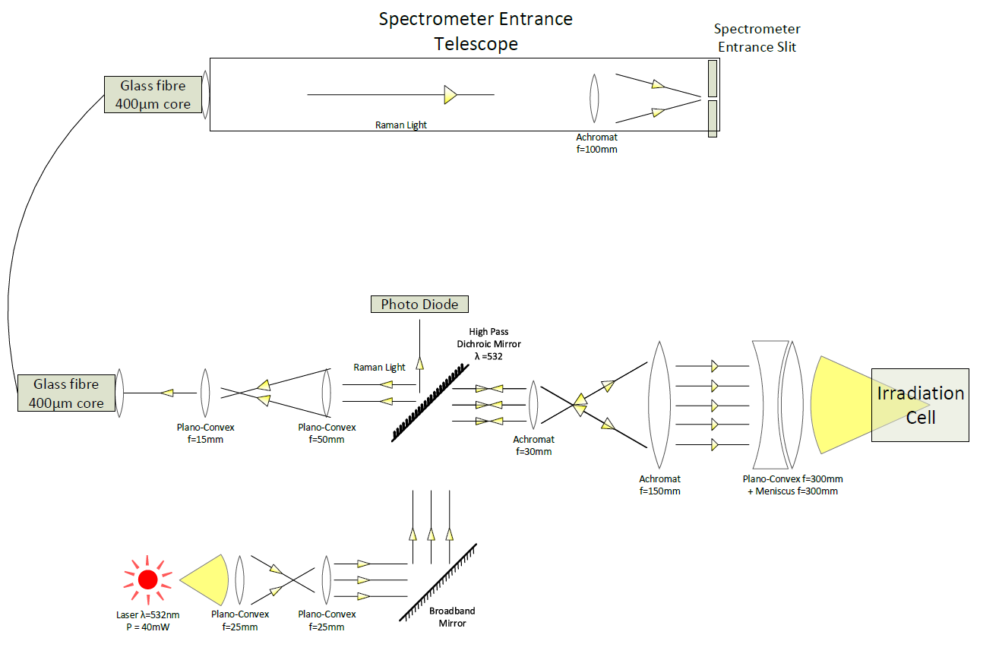 Spectrometer Entrance
Telescope
Spectrometer
Entrance Slit
Glass fibre
400µm core
Raman Light
Achromat
f=100mm
Photo Diode
High Pass
Dichroic Mirror
λ =532
Raman Light
Glass fibre
400µm core
Plano-Convex
f=15mm
Plano-Convex
f=50mm
Achromat
f=30mm
Irradiation
Cell
Achromat
f=150mm
Plano-Convex f=300mm
+ Meniscus f=300mm
Laser λ=532nm
P = 40mW
Plano-Convex
f=25mm
Plano-Convex
f=25mm
Broadband
Mirror